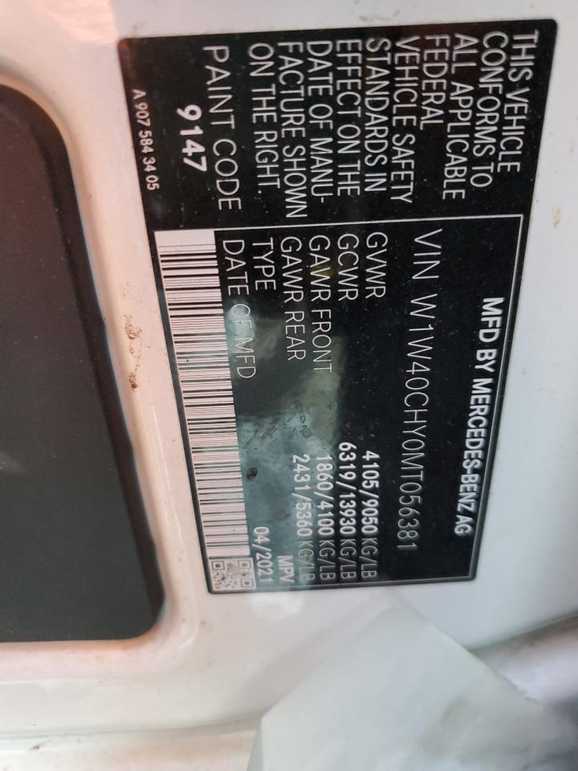 THIS VEHICLE
CONFORMS TO
ALL APPLICABLE
FEDERAL
VEHICLE SAFETY
STANDARDS IN
EFFECT ON THE
DATE OF MANU-
FACTURE SHOWN
ON THE RIGHT.
PAINT CODE
9147
A 907 584 34 05
MFD BY MERCEDES-BENZ AG
VIN W1W40CHY0MT056381
GVWR 4105/9050 KG/LB
GCWR 6319/13930 KG/LB
GAWR FRONT 1860/4100 KG/LB
GAWR REAR 2431/5360 KG/LB
TYPE MPV
DATE OF MFD 04/2021